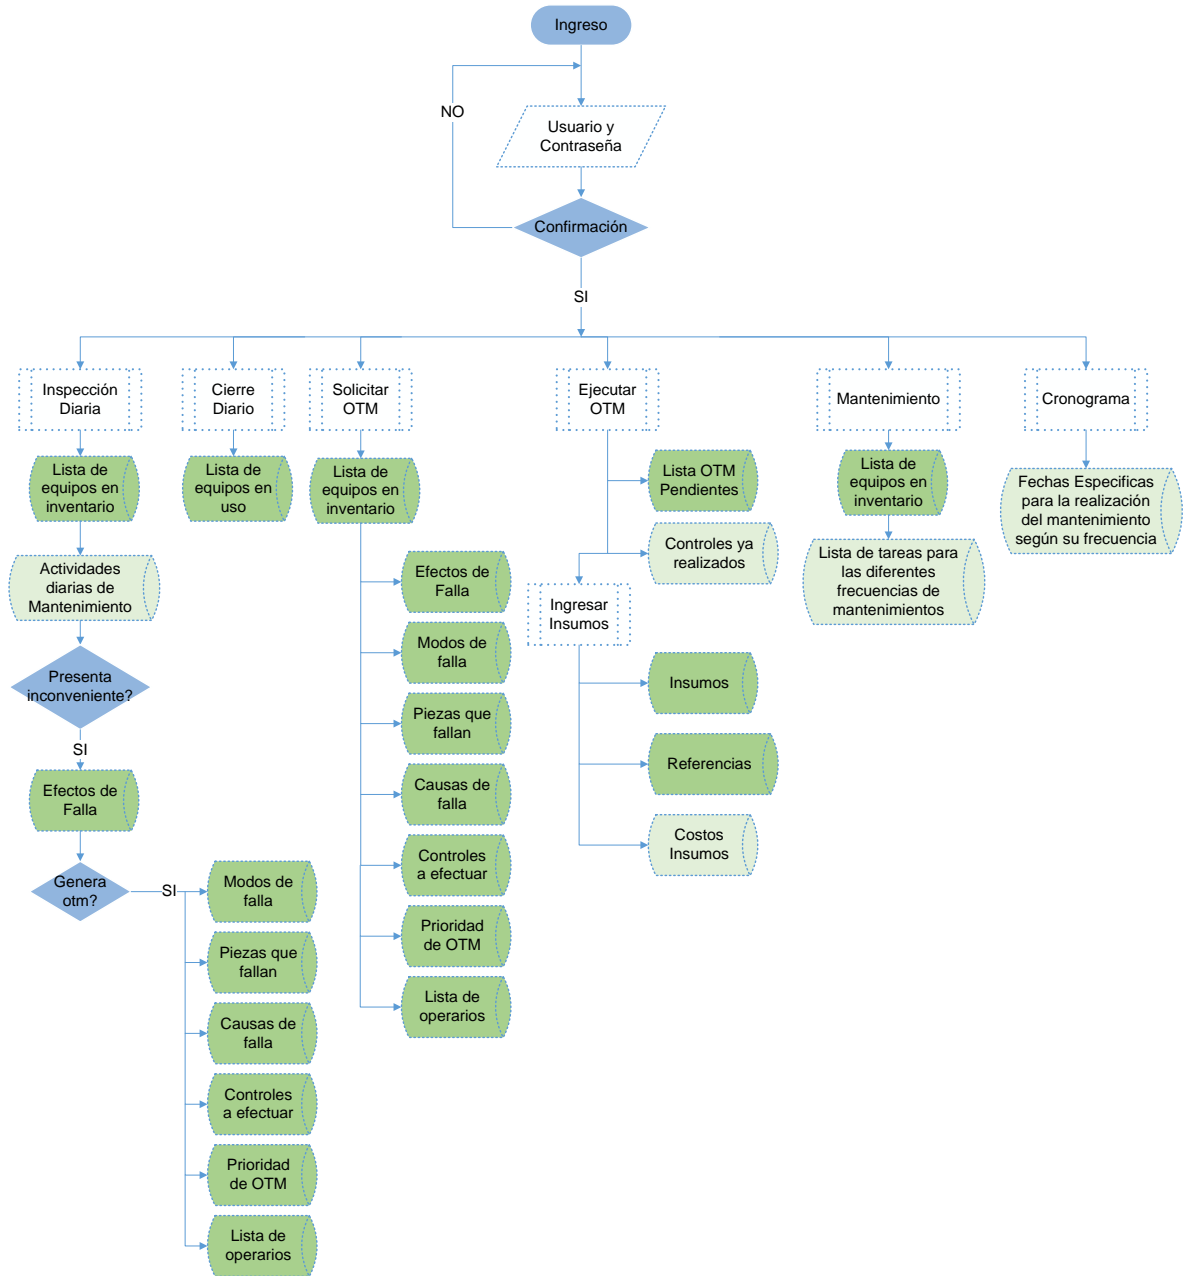 Ingreso
NO
Usuario y
Contraseña
Confirmación
SI
Inspección
Diaria
Cierre
Diario
Solicitar
OTM
Ejecutar
OTM
Mantenimiento
Cronograma
Lista de
equipos en
inventario
Lista de
equipos en
uso
Lista de
equipos en
inventario
Lista OTM
Pendientes
Lista de
equipos en
inventario
Fechas Especificas
para la realización
del mantenimiento
según su frecuencia
Actividades
diarias de
Mantenimiento
Controles ya
realizados
Lista de tareas para
las diferentes
frecuencias de
mantenimientos
Efectos de
Falla
Ingresar
Insumos
Presenta
inconveniente?
Modos de
falla
Insumos
SI
Piezas que
fallan
Referencias
Efectos de
Falla
Causas de
falla
Costos
Insumos
Genera
otm?
SI
Controles
a efectuar
Modos de
falla
Prioridad
de OTM
Piezas que
fallan
Lista de
operarios
Causas de
falla
Controles
a efectuar
Prioridad
de OTM
Lista de
operarios